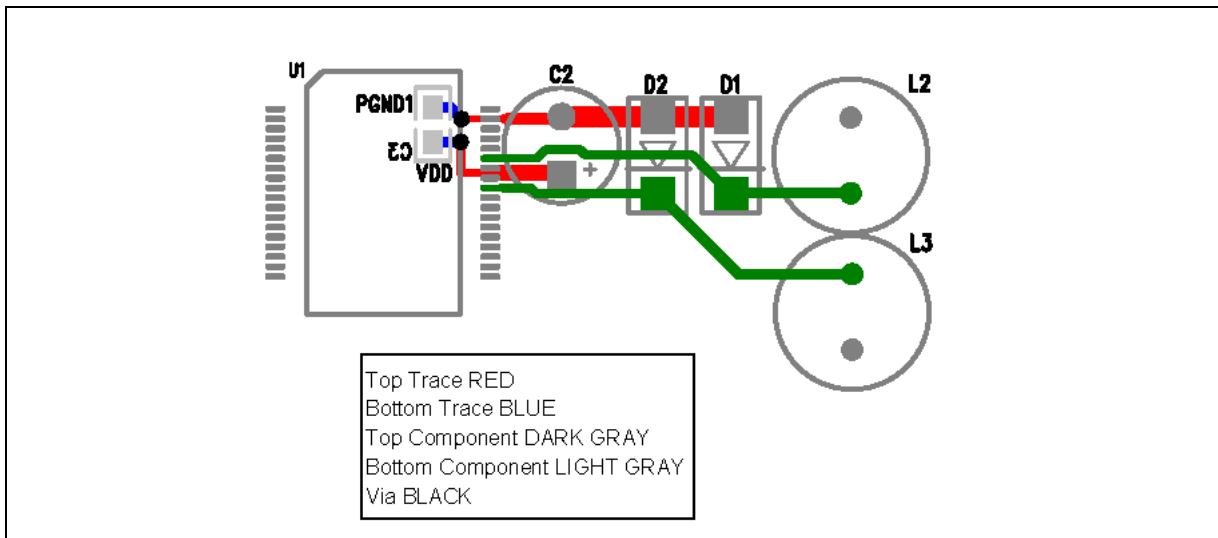 U1
C2
D2
D1
L2
PGND1
C3
VDD
+
L3
Top Trace RED
Bottom Trace BLUE
Top Component DARK GRAY
Bottom Component LIGHT GRAY
Via BLACK